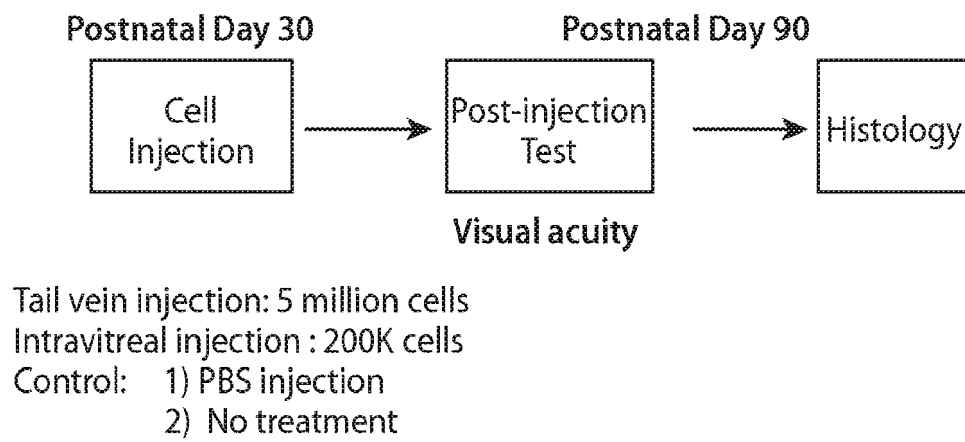 Postnatal Day 30
Postnatal Day 90
Cell
Injection
Post-injection
Test
Histology
Visual acuity
Tail vein injection: 5 million cells
Intravitreal injection : 200K cells
Control: 1) PBS injection
2) No treatment